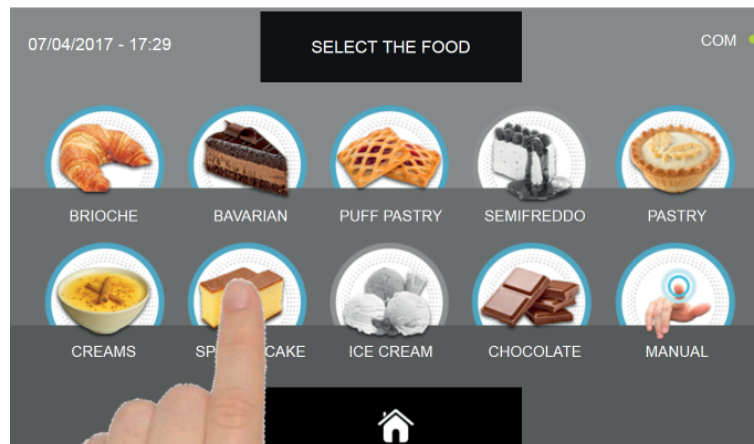 07/04/2017 - 17:29
SELECT THE FOOD
COM
BRIOCHE
BAVARIAN
PUFF PASTRY
SEMIFREDDO
PASTRY
CREAMS
CAKE
ICE CREAM
CHOCOLATE
MANUAL